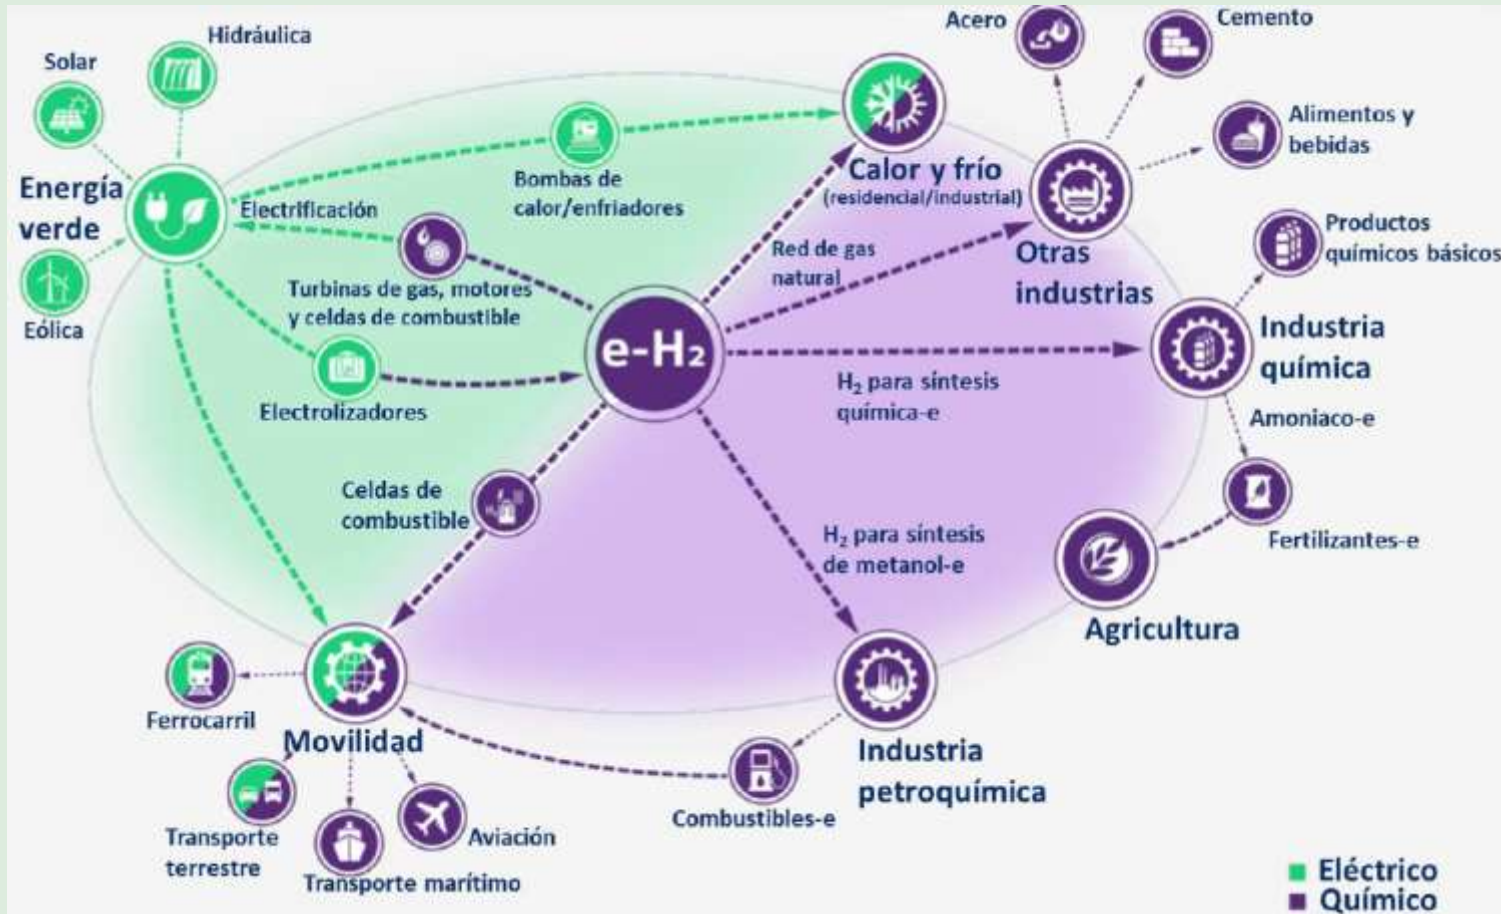 Acero
Cemento
Hidráulica
Solar
Alimentos y
bebidas
Energía
verde
Electrificación
Bombas de
calor/enfriadores
Calor y frío
(residencial/industrial)
Productos
químicos básicos
Red de gas
natural
Otras
industrias
Turbinas de gas, motores
y celdas de combustible
Eólica
e-H₂
Industria
química
H₂ para síntesis
química-e
Electrolizadores
Amoniaco-e
Celdas de
combustible
H₂ para síntesis
de metanol-e
Fertilizantes-e
Agricultura
Ferrocarril
Movilidad
Industria
petroquímica
Combustibles-e
Transporte
terrestre
Aviación
Transporte marítimo
Eléctrico
Químico